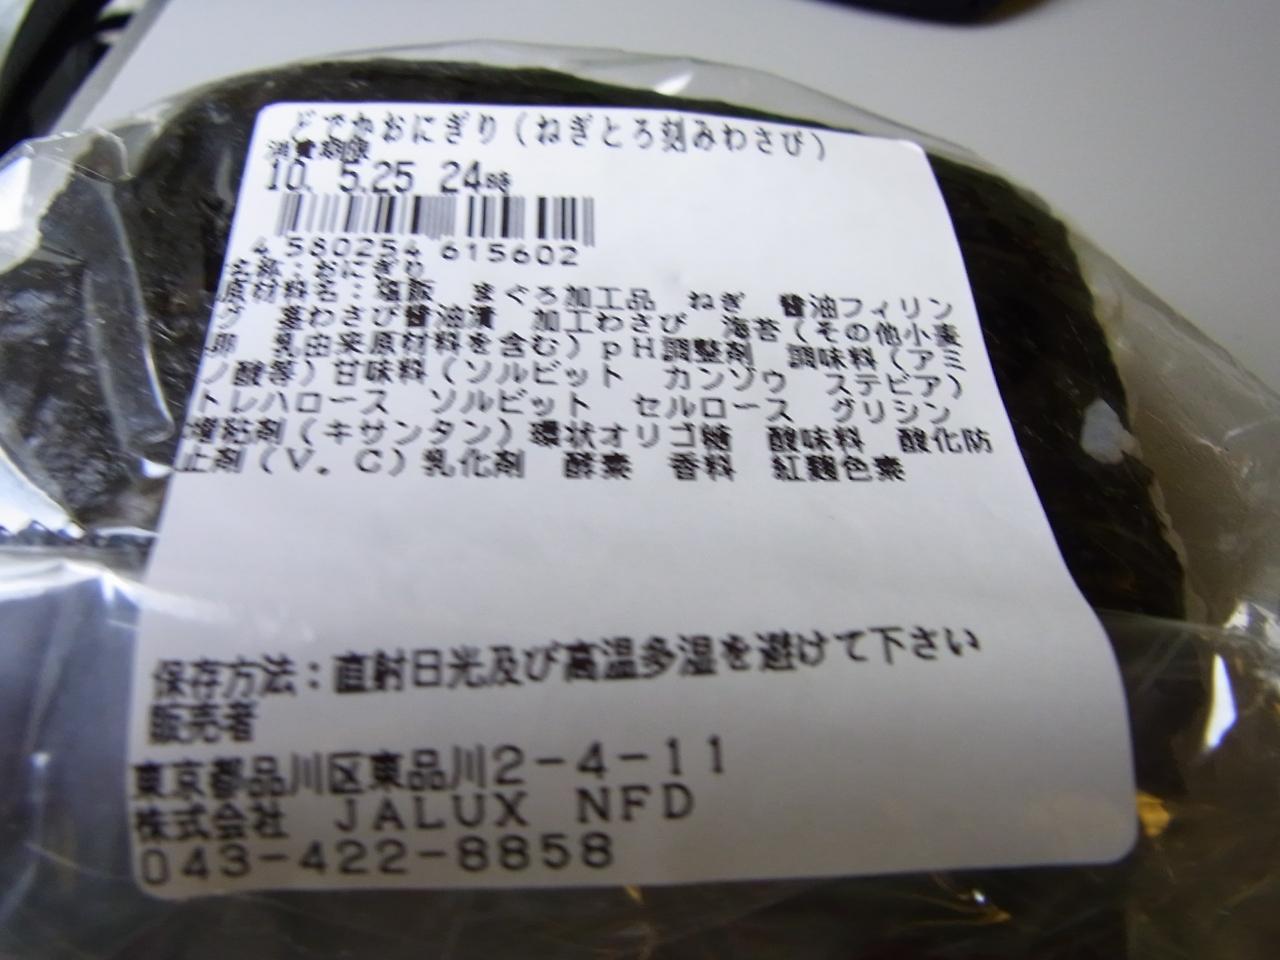 どでかおにぎり(ねぎとろ刻みわさび)
消費期限
10. 5.25 24時
4 580254 615602
名称:おにぎり
原材料名:塩飯 まぐろ加工品 ねぎ 醤油フィリン
グ 茎わさび醤油漬 加工わさび 海苔(その他小麦
卵 乳由来原材料を含む)pH調整剤 調味料(アミ
ノ酸等)甘味料(ソルビット カンゾウ ステビア)
トレハロース ソルビット セルロース グリシン
増粘剤(キサンタン)環状オリゴ糖 酸味料 酸化防
止剤(V.C)乳化剤 酵素 香料 紅麹色素
保存方法:直射日光及び高温多湿を避けて下さい
販売者
東京都品川区東品川2-4-11
株式会社 JALUX NFD
043-422-8858